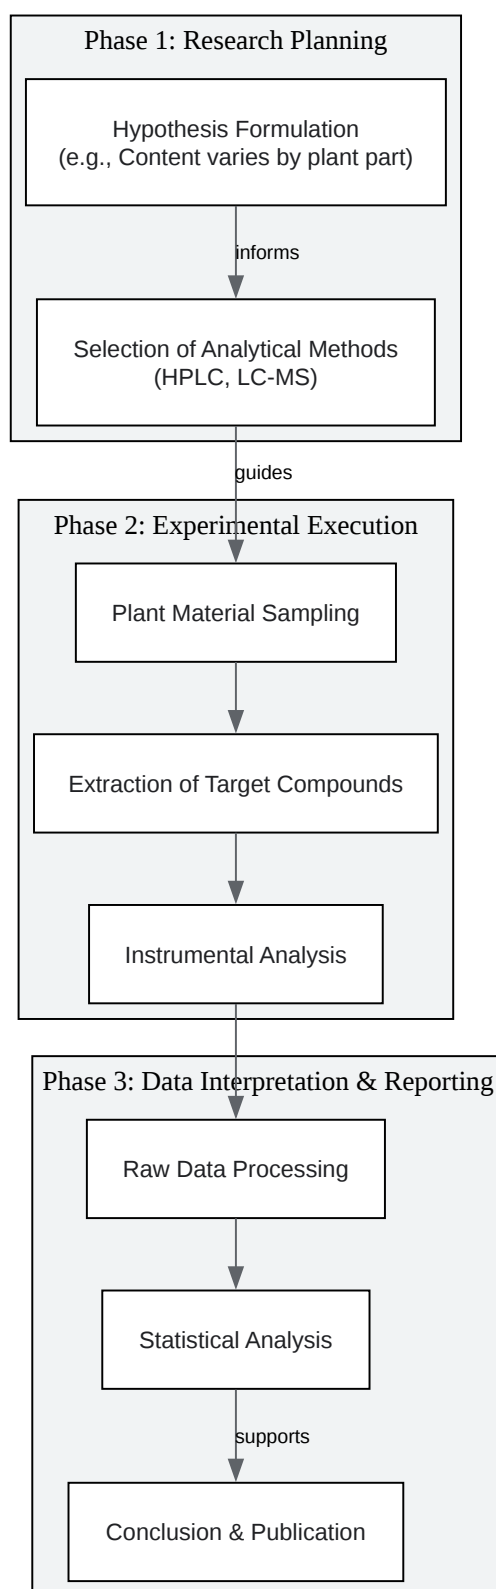 Phase 1: Research Planning
Hypothesis Formulation
(e.g., Content varies by plant part)
informs
Selection of Analytical Methods
(HPLC, LC-MS)
guides
Phase 2: Experimental Execution
Plant Material Sampling
Extraction of Target Compounds
Instrumental Analysis
Phase 3: Data Interpretation & Reporting
Raw Data Processing
Statistical Analysis
supports
Conclusion & Publication